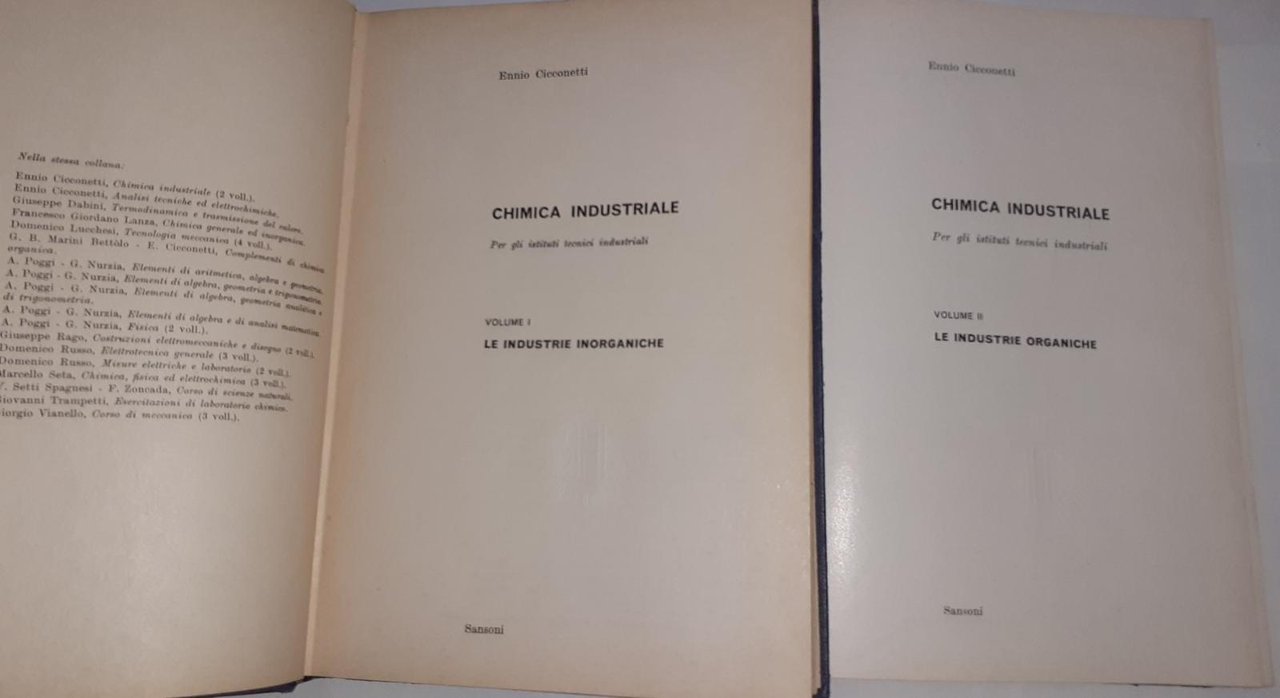 Nella stessa collana:
Ennio Cicconetti, Chimica industriale (2 voll.).
Ennio Cicconetti, Analisi tecniche ed elettrochimiche.
Giuseppe Dabini, Termodinamica e trasmissione del calore.
Francesco Giordano Lanza, Chimica generale ed inorganica.
Domenico Lucchesi, Tecnologia meccanica (4 voll.).
G. B. Marini Bettòlo - E. Cicconetti, Complementi di chimica
organica.
A. Poggi - G. Nurzia, Elementi di aritmetica, algebra e geometria.
A. Poggi - G. Nurzia, Elementi di algebra, geometria e trigonometria.
A. Poggi - G. Nurzia, Elementi di algebra, geometria analitica e
di trigonometria.
A. Poggi - G. Nurzia, Elementi di algebra e di analisi matematica.
A. Poggi - G. Nurzia, Fisica (2 voll.).
Giuseppe Rago, Costruzioni elettromeccaniche e disegno (2 voll.).
Domenico Russo, Elettrotecnica generale (3 voll.).
Domenico Russo, Misure elettriche e laboratorio (2 voll.).
Marcello Seta, Chimica, fisica ed elettrochimica (3 voll.).
V. Setti Spagnesi - F. Zoncada, Corso di scienze naturali.
Giovanni Trampetti, Esercitazioni di laboratorio chimico.
Giorgio Vianello, Corso di meccanica (3 voll.).
Ennio Cicconetti
CHIMICA INDUSTRIALE
Per gli istituti tecnici industriali
VOLUME I
LE INDUSTRIE INORGANICHE
Sansoni
Ennio Cicconetti
CHIMICA INDUSTRIALE
Per gli istituti tecnici industriali
VOLUME II
LE INDUSTRIE ORGANICHE
Sansoni